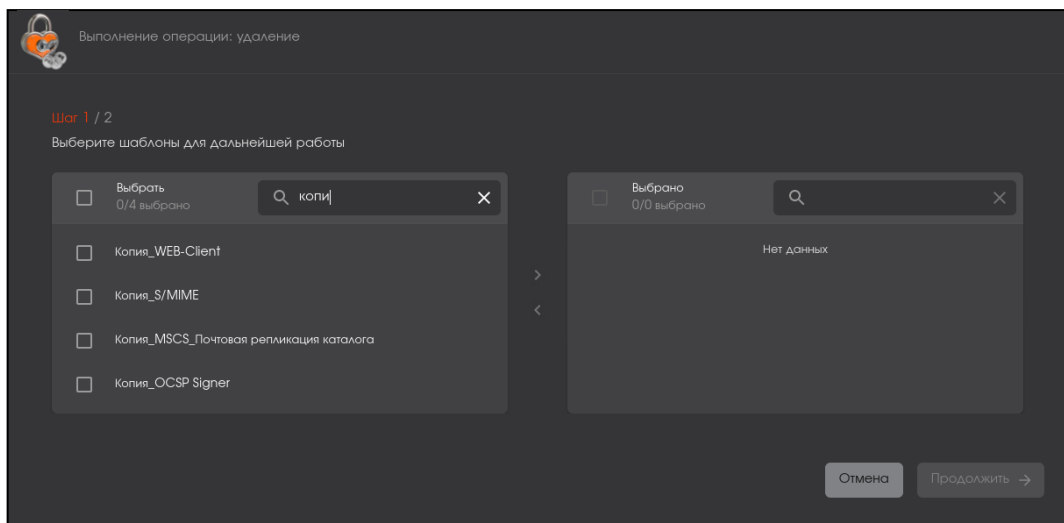 Выполнение операции: удаление
Шаг 1 / 2
Выберите шаблоны для дальнейшей работы
Выбрать
0/4 выбрано
копи
Копия_WEB-Client
Копия_S/MIME
Копия_MSCS_Почтовая репликация каталога
Копия_OCSP Signer
Выбрано
0/0 выбрано
Нет данных
Отмена
Продолжить